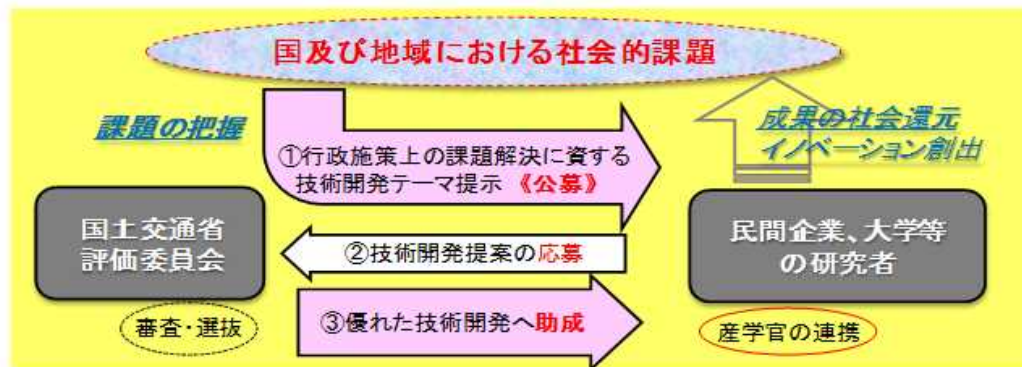 国及び地域における社会的課題
課題の把握
成果の社会還元
イノベーション創出
①行政施策上の課題解決に資する
技術開発テーマ提示 《公募》
国土交通省
評価委員会
民間企業、大学等
の研究者
②技術開発提案の応募
③優れた技術開発へ助成
審査・選抜
産学官の連携